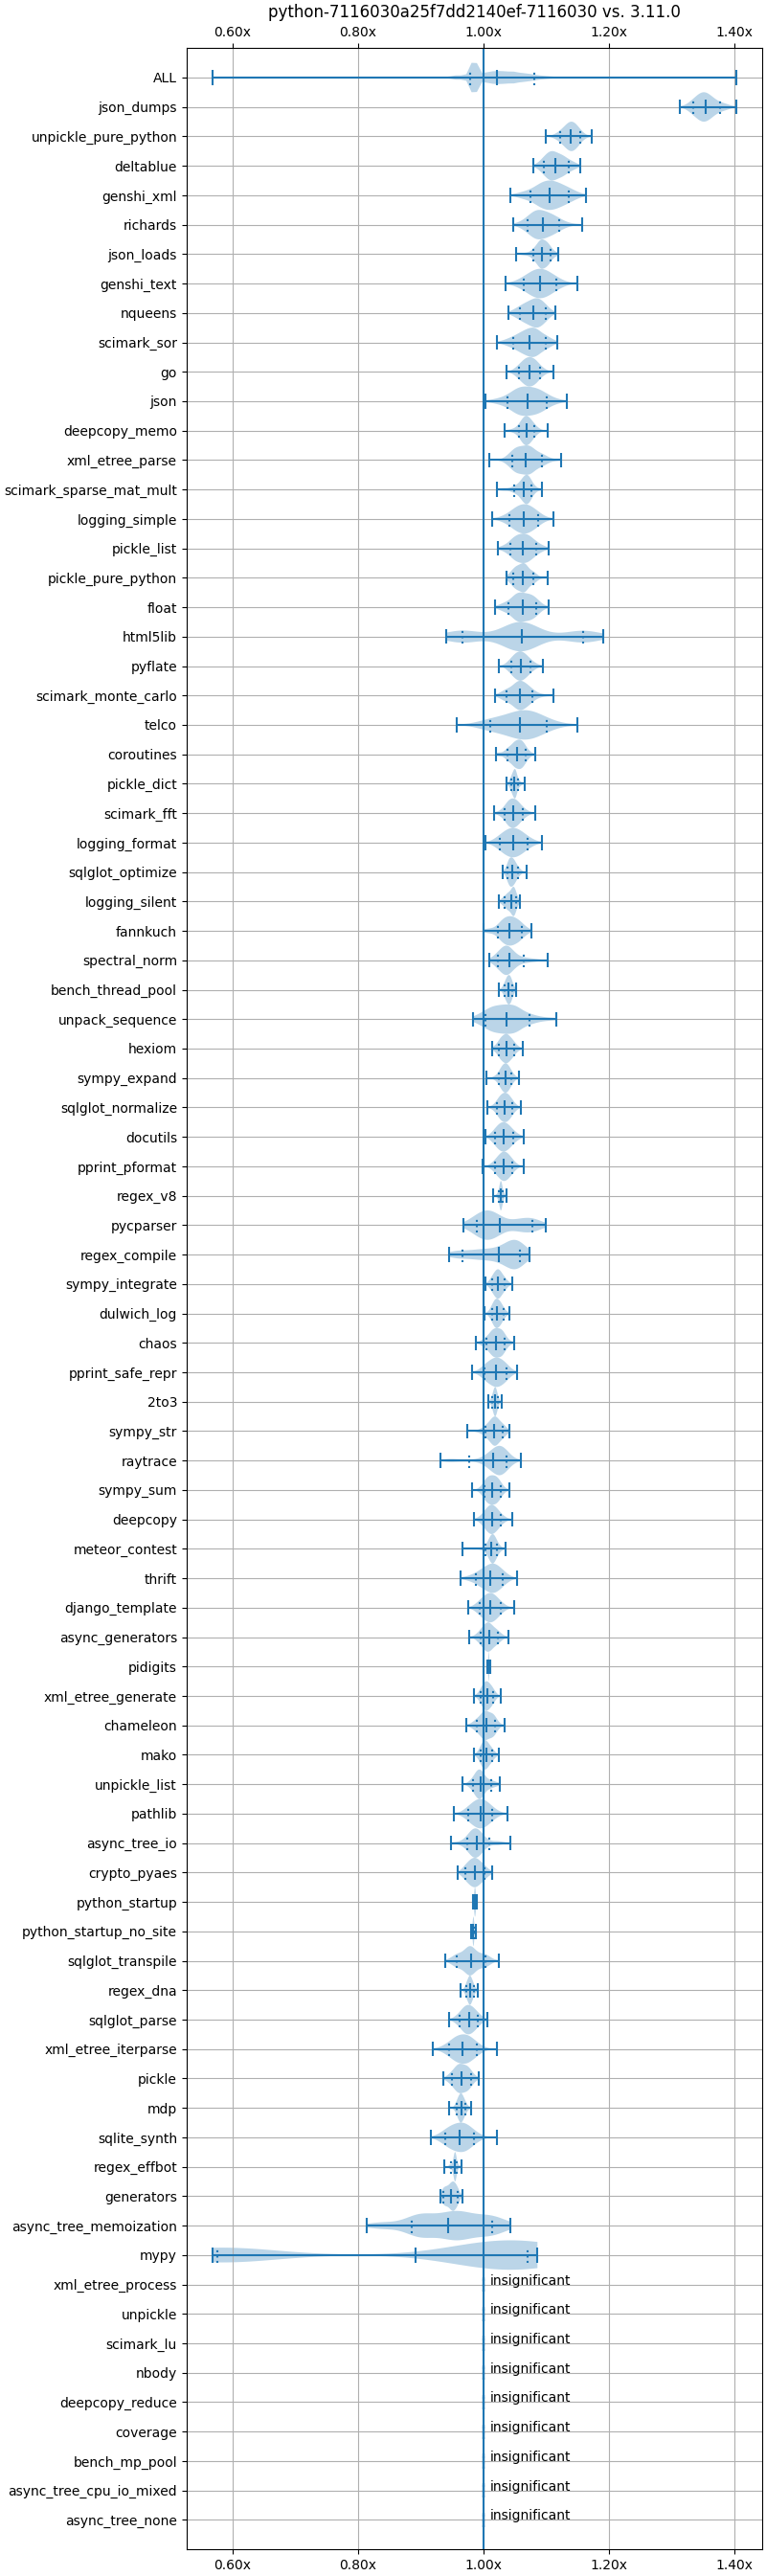 python-7116030a25f7dd2140ef-7116030 vs. 3.11.0
0.60x 0.80x 1.00x 1.20x 1.40x
ALL
json_dumps
unpickle_pure_python
deltablue
genshi_xml
richards
json_loads
genshi_text
nqueens
scimark_sor
go
json
deepcopy_memo
xml_etree_parse
scimark_sparse_mat_mult
logging_simple
pickle_list
pickle_pure_python
float
html5lib
pyflate
scimark_monte_carlo
telco
coroutines
pickle_dict
scimark_fft
logging_format
sqlglot_optimize
logging_silent
fannkuch
spectral_norm
bench_thread_pool
unpack_sequence
hexiom
sympy_expand
sqlglot_normalize
docutils
pprint_pformat
regex_v8
pycparser
regex_compile
sympy_integrate
dulwich_log
chaos
pprint_safe_repr
2to3
sympy_str
raytrace
sympy_sum
deepcopy
meteor_contest
thrift
django_template
async_generators
pidigits
xml_etree_generate
chameleon
mako
unpickle_list
pathlib
async_tree_io
crypto_pyaes
python_startup
python_startup_no_site
sqlglot_transpile
regex_dna
sqlglot_parse
xml_etree_iterparse
pickle
mdp
sqlite_synth
regex_effbot
generators
async_tree_memoization
mypy
xml_etree_process insignificant
unpickle insignificant
scimark_lu insignificant
nbody insignificant
deepcopy_reduce insignificant
coverage insignificant
bench_mp_pool insignificant
async_tree_cpu_io_mixed insignificant
async_tree_none insignificant
0.60x 0.80x 1.00x 1.20x 1.40x